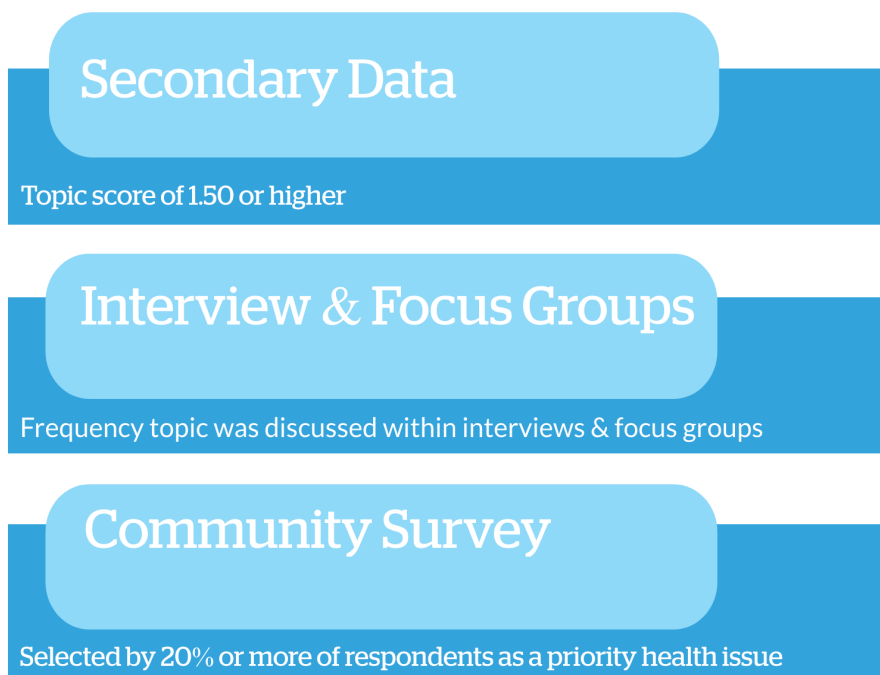 Secondary Data
Topic score of 1.50 or higher
Interview & Focus Groups
Frequency topic was discussed within interviews & focus groups
Community Survey
Selected by 20% or more of respondents as a priority health issue